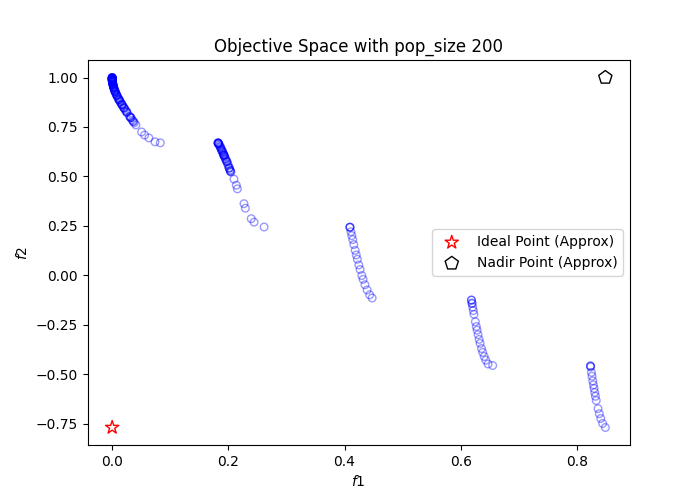 Objective Space with pop_size 200
1.00
0.75
0.50
0.25
0.00
−0.25
−0.50
−0.75
f2
Ideal Point (Approx)
Nadir Point (Approx)
0.0 0.2 0.4 0.6 0.8
f1